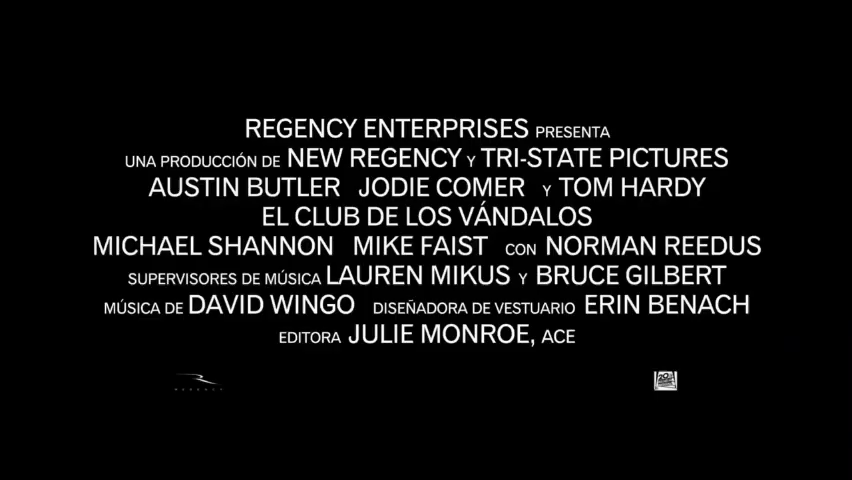 REGENCY ENTERPRISES PRESENTA
UNA PRODUCCIÓN DE NEW REGENCY Y TRI-STATE PICTURES
AUSTIN BUTLER JODIE COMER Y TOM HARDY
EL CLUB DE LOS VÁNDALOS
MICHAEL SHANNON MIKE FAIST CON NORMAN REEDUS
SUPERVISORES DE MÚSICA LAUREN MIKUS Y BRUCE GILBERT
MÚSICA DE DAVID WINGO DISEÑADORA DE VESTUARIO ERIN BENACH
EDITORA JULIE MONROE, ACE
REGENCY